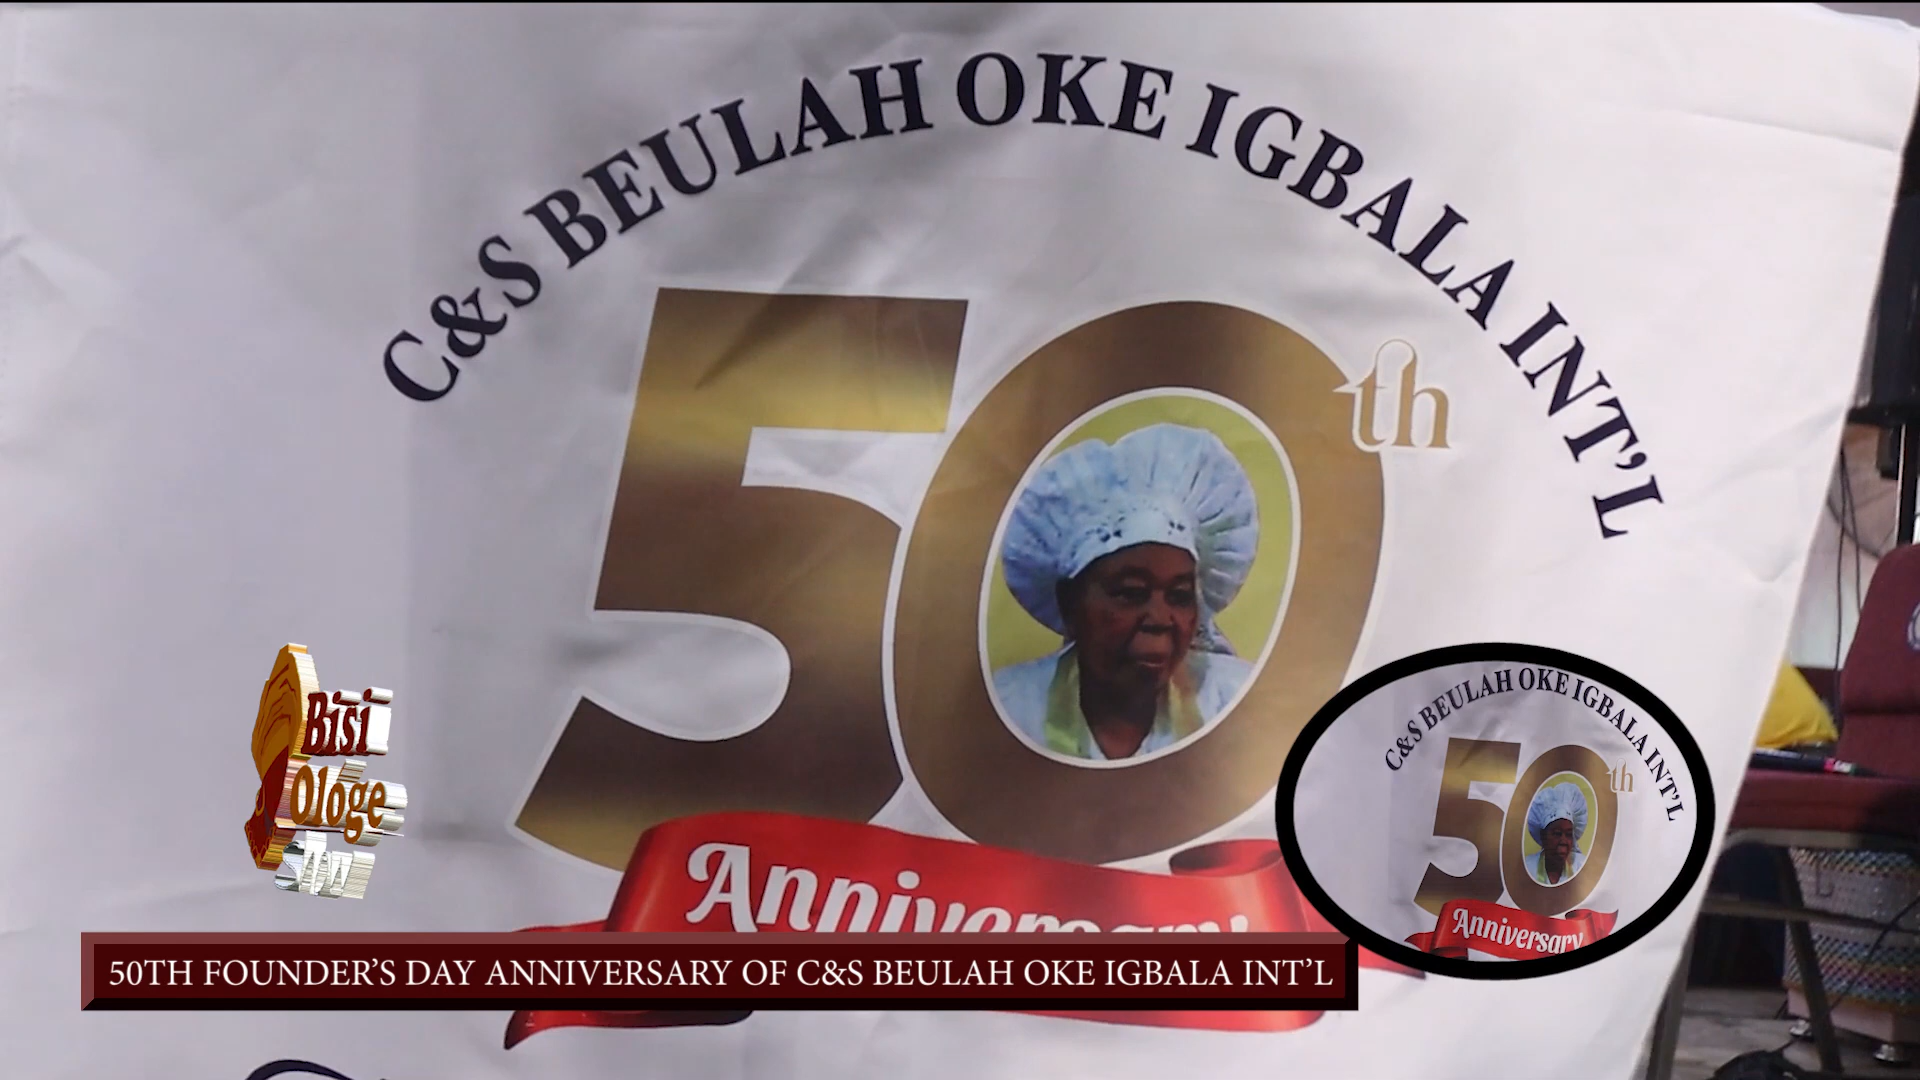 C&S BEULAH OKE IGBALA INT'L
50th
Anniversary
Bisi
Ologe
C&S BEULAH OKE IGBALA INT'L
50th
Anniversary
50TH FOUNDER'S DAY ANNIVERSARY OF C&S BEULAH OKE IGBALA INT'L